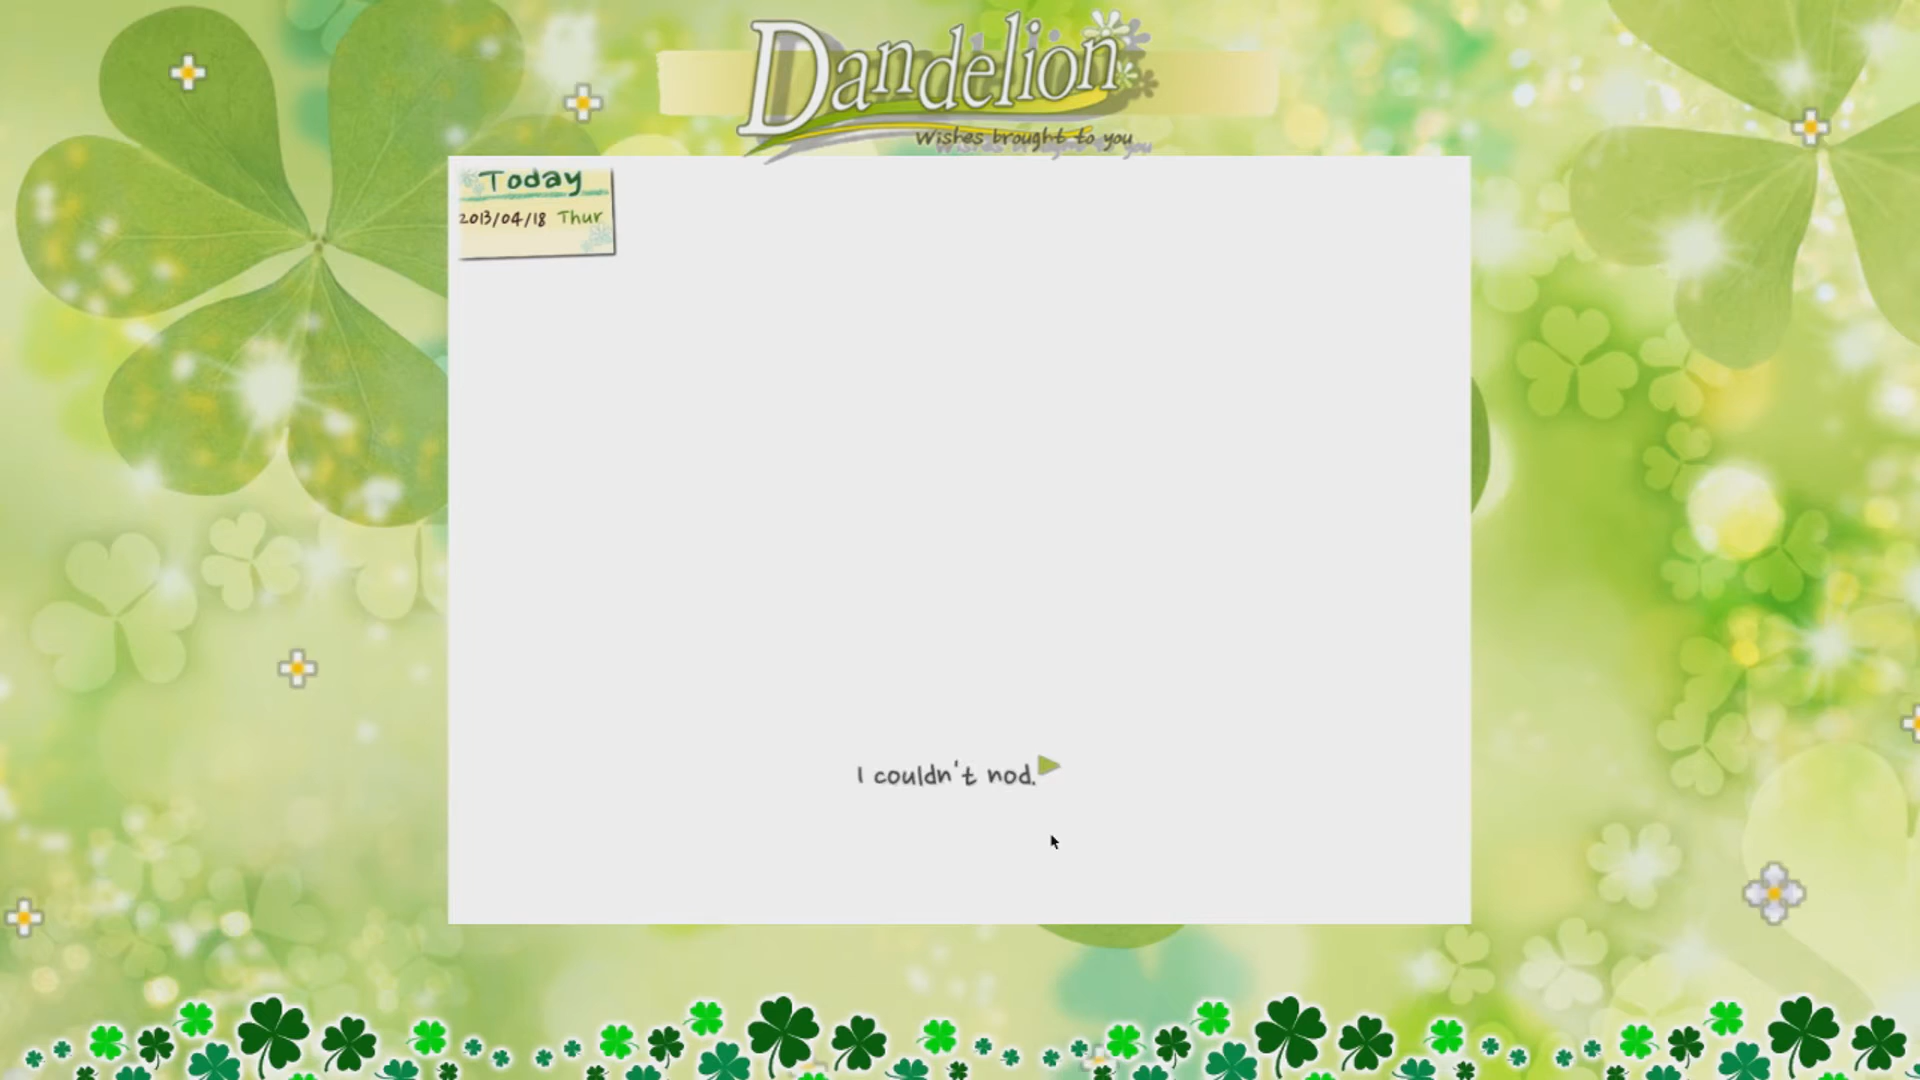 Dandelion
Wishes brought to you
Today
2013/04/18 Thur
I couldn't nod.